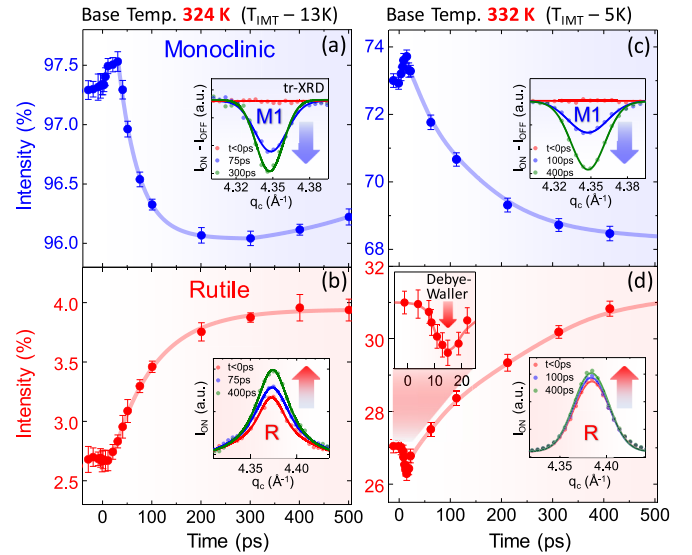 Base Temp. 324 K (T_IMT – 13K)
Base Temp. 332 K (T_IMT – 5K)
Monoclinic
(a)
Intensity (%)
97.5
97.0
96.5
96.0
tr-XRD
I_ON - I_OFF (a.u.)
M1
t<0ps
75ps
300ps
4.32 4.35 4.38
q_c (Å⁻¹)
(c)
74
72
70
68
I_ON - I_OFF (a.u.)
M1
t<0ps
100ps
400ps
4.32 4.35 4.38
q_c (Å⁻¹)
Rutile
(b)
Intensity (%)
4.0
3.5
3.0
2.5
I_ON (a.u.)
t<0ps
75ps
400ps
R
4.36 4.40
q_c (Å⁻¹)
0 100 200 300 400 500
Time (ps)
(d)
32
30
28
26
Debye-
Waller
0 10 20
I_ON (a.u.)
t<0ps
100ps
400ps
R
4.35 4.40
q_c (Å⁻¹)
0 100 200 300 400 500
Time (ps)